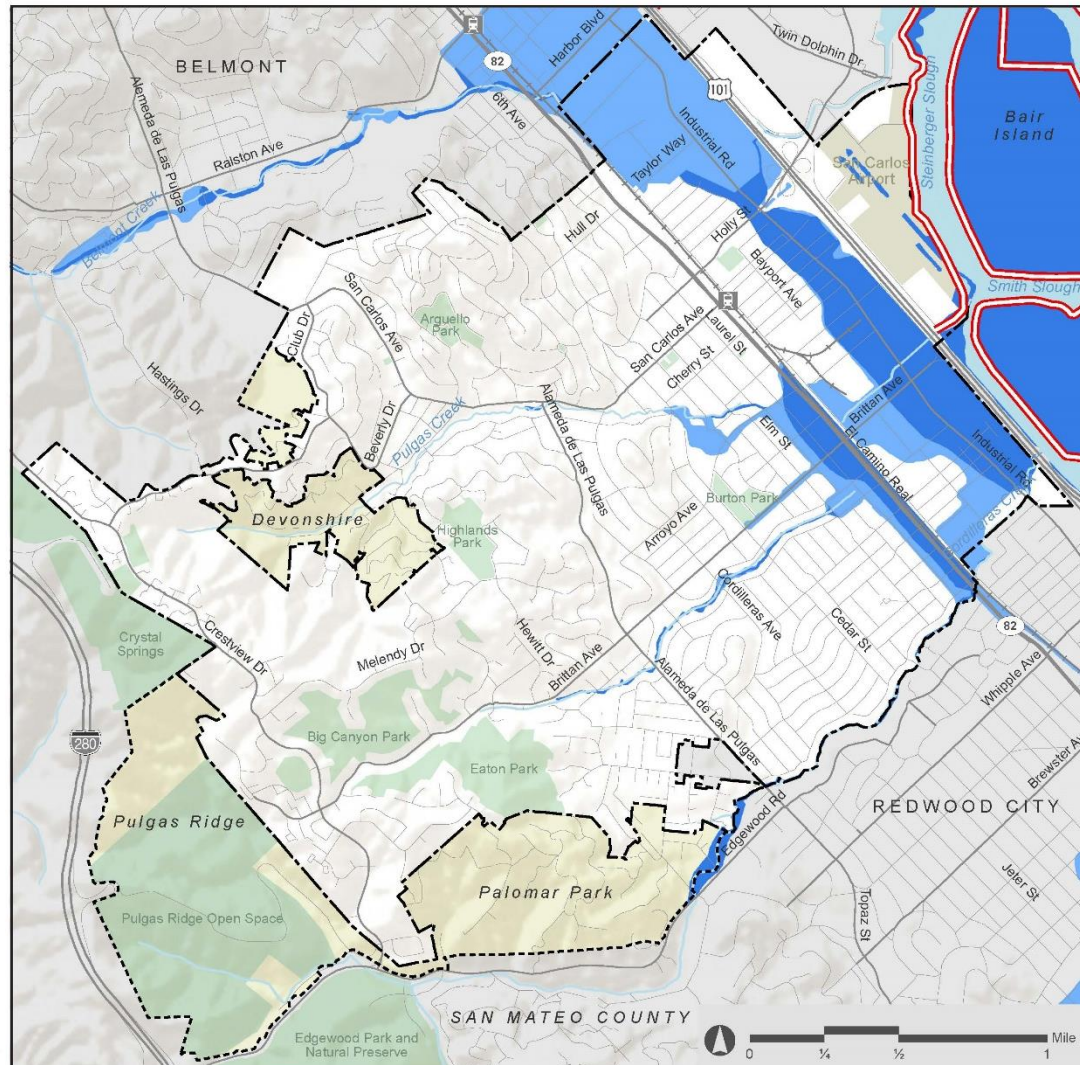 BELMONT
82
Harbor Blvd
Twin Dolphin Dr
101
Steinberger Slough
Bair
Island
Alameda de Las Pulgas
Ralston Ave
6th Ave
Industrial Rd
Taylor Way
San Carlos
Airport
Belmont Creek
Hull Dr
Holly St
Bayport Ave
Smith Slough
San Carlos Ave
Arguello
Park
Club Dr
Laurel St
San Carlos Ave
Cherry St
Hastings Dr
Beverly Dr
Pulgas Creek
Alameda de Las Pulgas
Elm St
Brittan Ave
El Camino Real
Industrial Rd
Devonshire
Highlands
Park
Burton Park
Arroyo Ave
Cordilleras Creek
Crystal
Springs
Crestview Dr
Melendy Dr
Hewitt Dr
Brittan Ave
Cordilleras Ave
Cedar St
82
Whipple Ave
280
Big Canyon Park
Eaton Park
Alameda de Las Pulgas
Brewster Av
Pulgas Ridge
Edgewood Rd
REDWOOD CITY
Palomar Park
Jeter St
Pulgas Ridge Open Space
Topaz St
SAN MATEO COUNTY
Edgewood Park and
Natural Preserve
0 ¼ ½ 1 Mile